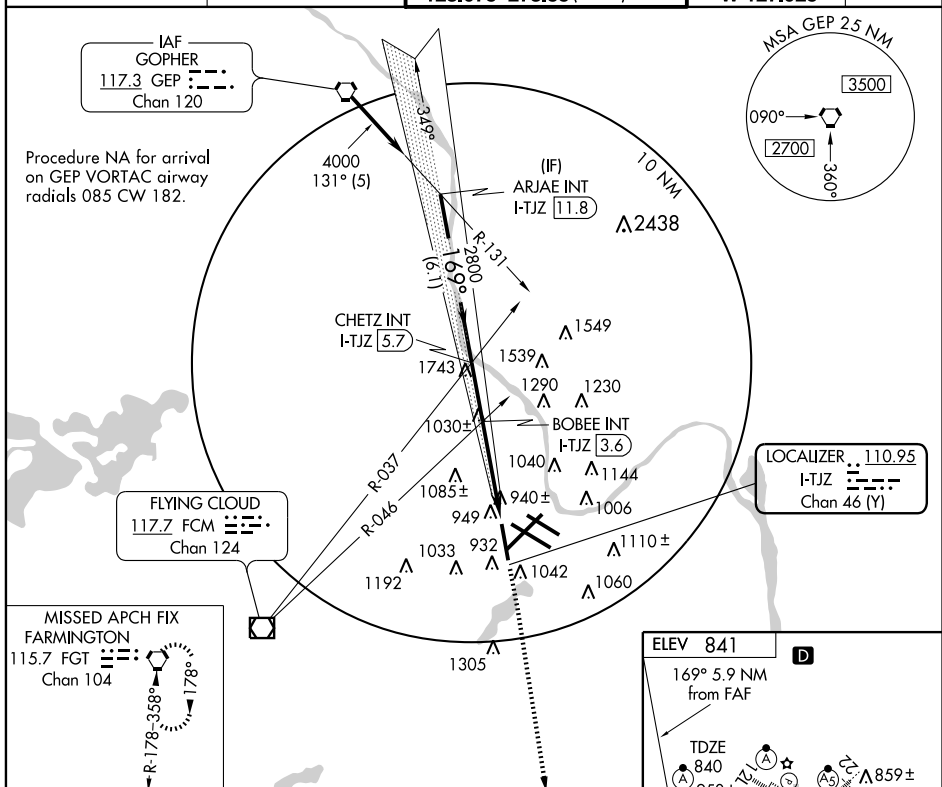 IAF
GOPHER
117.3 GEP
Chan 120
Procedure NA for arrival
on GEP VORTAC airway
radials 085 CW 182.
4000
131° (5)
349°
(IF)
ARJAE INT
I-TJZ 11.8
10 NM
2438
MSA GEP 25 NM
3500
090°
2700
360°
R-131
2800
169°
(6.1)
CHETZ INT
I-TJZ 5.7
1743
1549
1539
1290
1230
1030±
BOBEE INT
I-TJZ 3.6
R-037
R-046
1085±
1040
1144
940±
1006
949
LOCALIZER 110.95
I-TJZ
Chan 46 (Y)
FLYING CLOUD
117.7 FCM
Chan 124
1033
932
1192
1042
1110±
1060
1305
MISSED APCH FIX
FARMINGTON
115.7 FGT
Chan 104
178°
R-178-358°
ELEV 841
D
169° 5.9 NM
from FAF
TDZE
840
A
A
P
A5
12L
22
859±